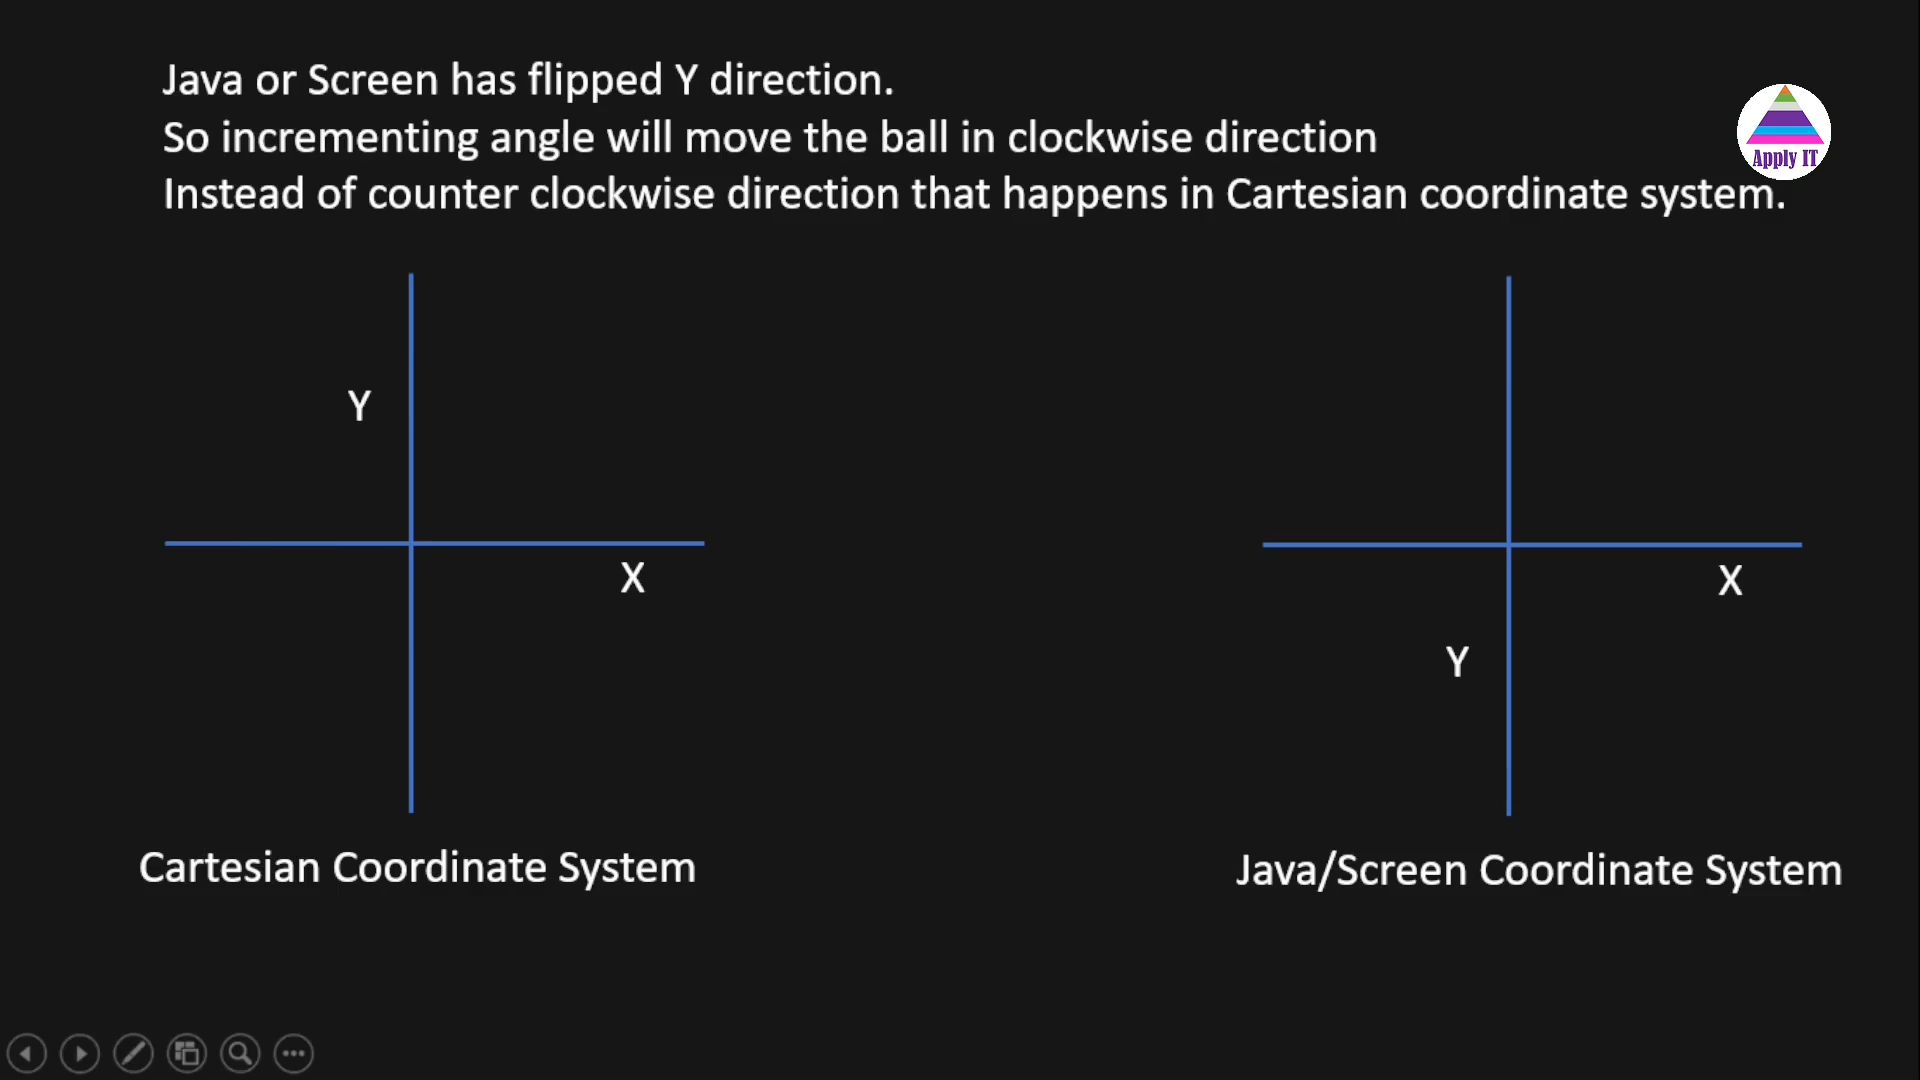 Java or Screen has flipped Y direction.
So incrementing angle will move the ball in clockwise direction
Instead of counter clockwise direction that happens in Cartesian coordinate system.
Apply IT
Y
X
Cartesian Coordinate System
X
Y
Java/Screen Coordinate System